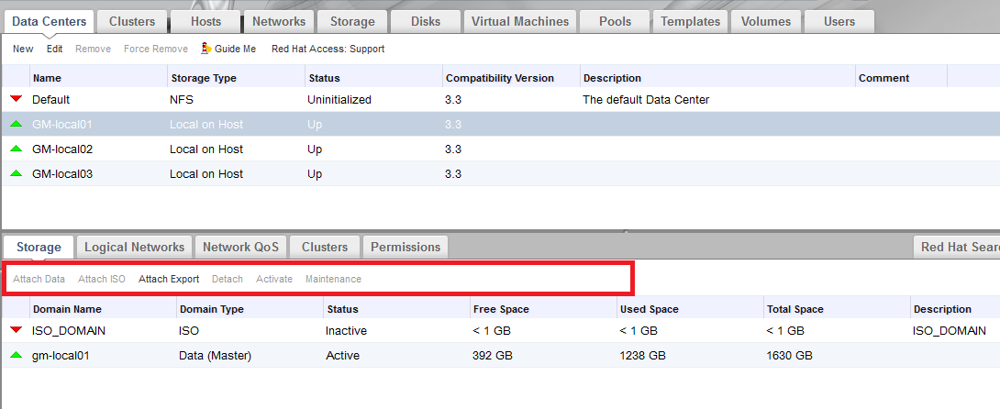 Data Centers Clusters Hosts Networks Storage Disks Virtual Machines Pools Templates Volumes Users
New Edit Remove Force Remove Guide Me Red Hat Access: Support
Name Storage Type Status Compatibility Version Description Comment
Default NFS Uninitialized 3.3 The default Data Center
GM-local01 Local on Host Up 3.3
GM-local02 Local on Host Up 3.3
GM-local03 Local on Host Up 3.3
Storage Logical Networks Network QoS Clusters Permissions Red Hat Sear
Attach Data Attach ISO Attach Export Detach Activate Maintenance
Domain Name Domain Type Status Free Space Used Space Total Space Description
ISO_DOMAIN ISO Inactive < 1 GB < 1 GB < 1 GB ISO_DOMAIN
gm-local01 Data (Master) Active 392 GB 1238 GB 1630 GB